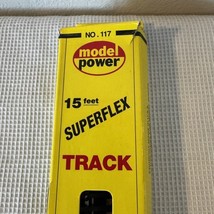 NO. 117
model
power
15 feet
SUPERFLEX
TRACK